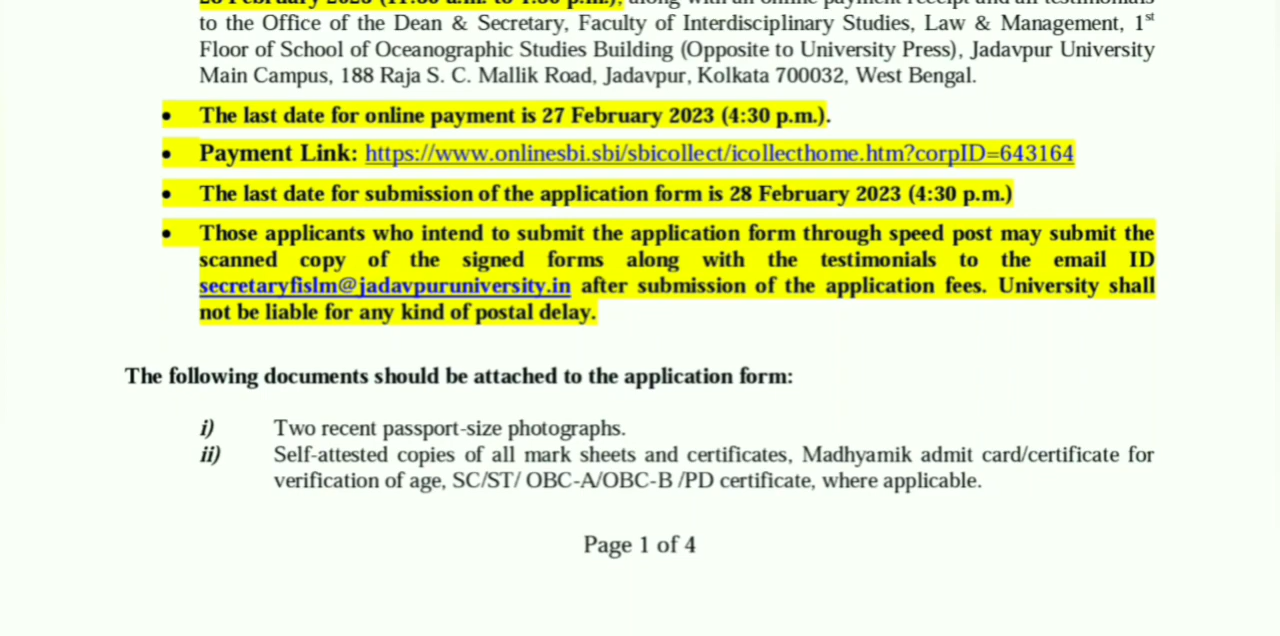 to the Office of the Dean & Secretary, Faculty of Interdisciplinary Studies, Law & Management, 1st
Floor of School of Oceanographic Studies Building (Opposite to University Press), Jadavpur University
Main Campus, 188 Raja S. C. Mallik Road, Jadavpur, Kolkata 700032, West Bengal.
• The last date for online payment is 27 February 2023 (4:30 p.m.).
• Payment Link: https://www.onlinesbi.sbi/sbicollect/icollecthome.htm?corpID=643164
• The last date for submission of the application form is 28 February 2023 (4:30 p.m.)
• Those applicants who intend to submit the application form through speed post may submit the
scanned copy of the signed forms along with the testimonials to the email ID
secretaryfislm@jadavpuruniversity.in after submission of the application fees. University shall
not be liable for any kind of postal delay.
The following documents should be attached to the application form:
i) Two recent passport-size photographs.
ii) Self-attested copies of all mark sheets and certificates, Madhyamik admit card/certificate for
verification of age, SC/ST/ OBC-A/OBC-B /PD certificate, where applicable.
Page 1 of 4